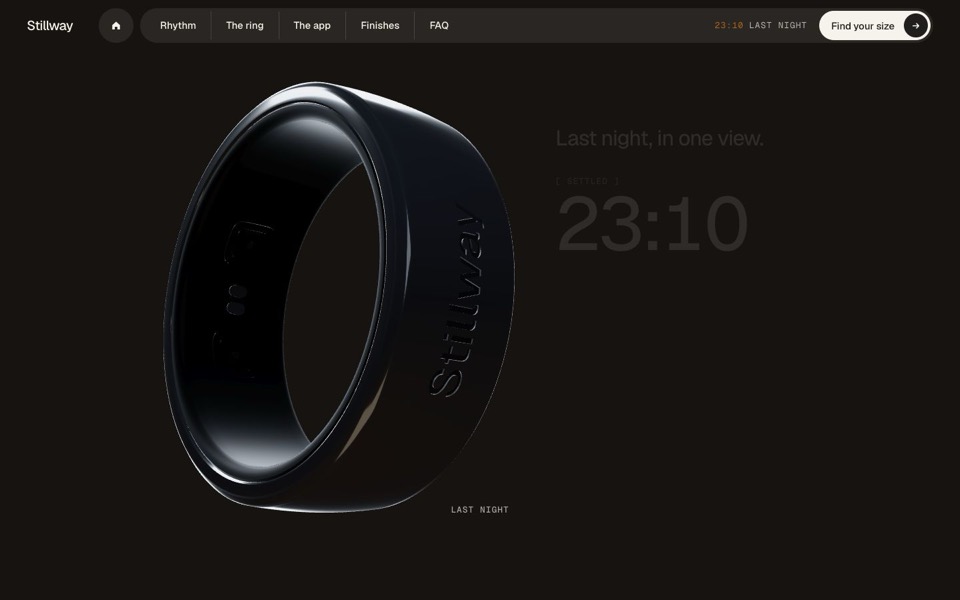 Stillway
Rhythm
The ring
The app
Finishes
FAQ
23:10 LAST NIGHT
Find your size
Last night, in one view.
[ SETTLED ]
23:10
Stillway
LAST NIGHT